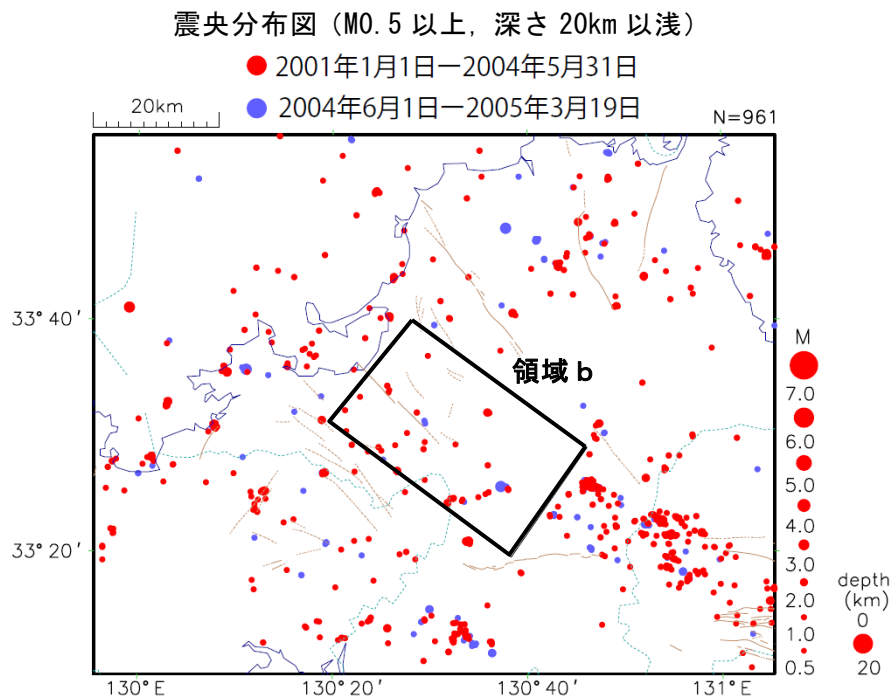 震央分布図（M0.5 以上，深さ 20km 以浅）
2001年1月1日ー2004年5月31日
2004年6月1日ー2005年3月19日
20km
N=961
33°40′
33°20′
領域ｂ
M
7.0
6.0
5.0
4.0
3.0
2.0
1.0
0.5
depth
(km)
0
20
130°E
130°20′
130°40′
131°E